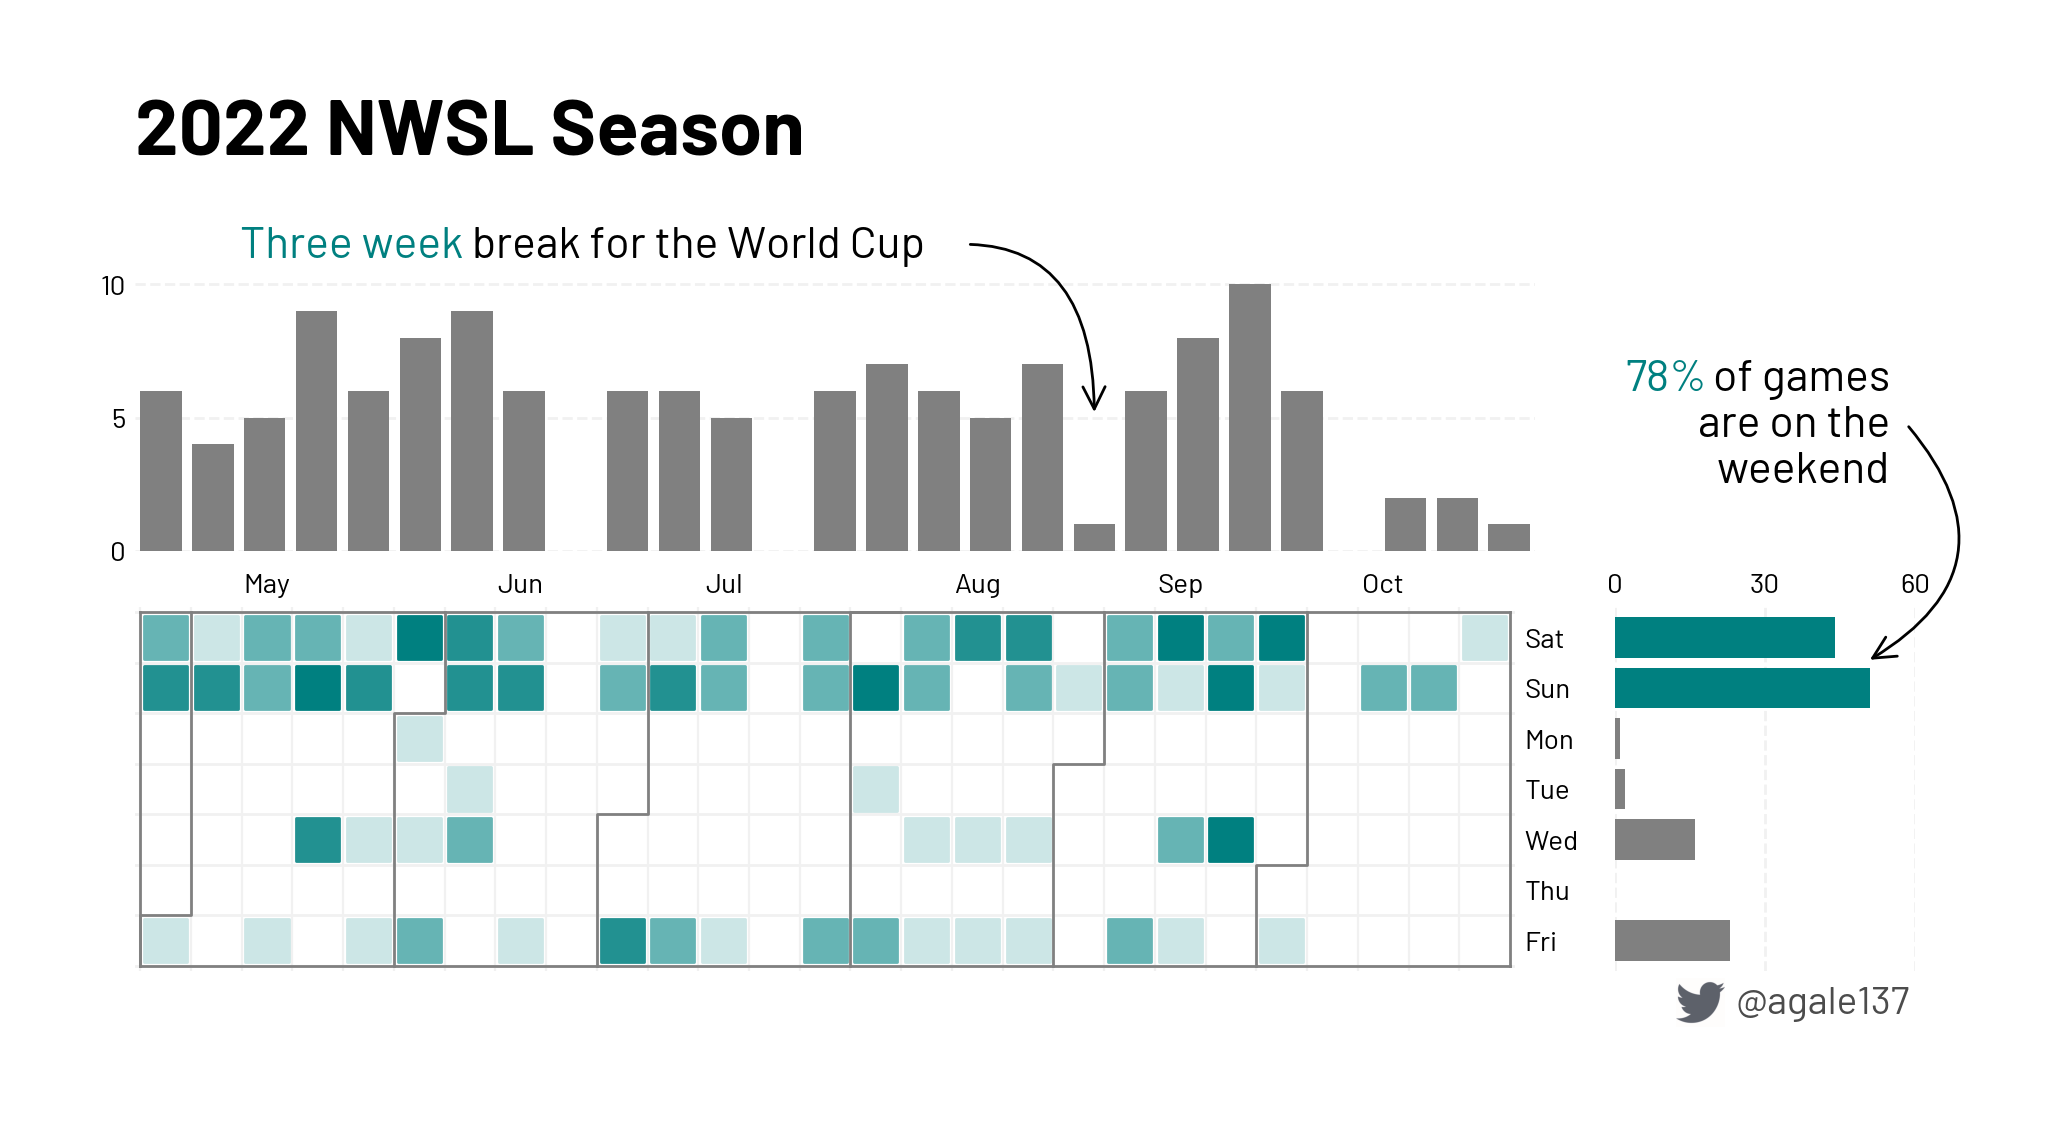 2022 NWSL Season
Three week break for the World Cup
10
5
0
78% of games
are on the
weekend
May Jun Jul Aug Sep Oct
0 30 60
Sat
Sun
Mon
Tue
Wed
Thu
Fri
@agale137